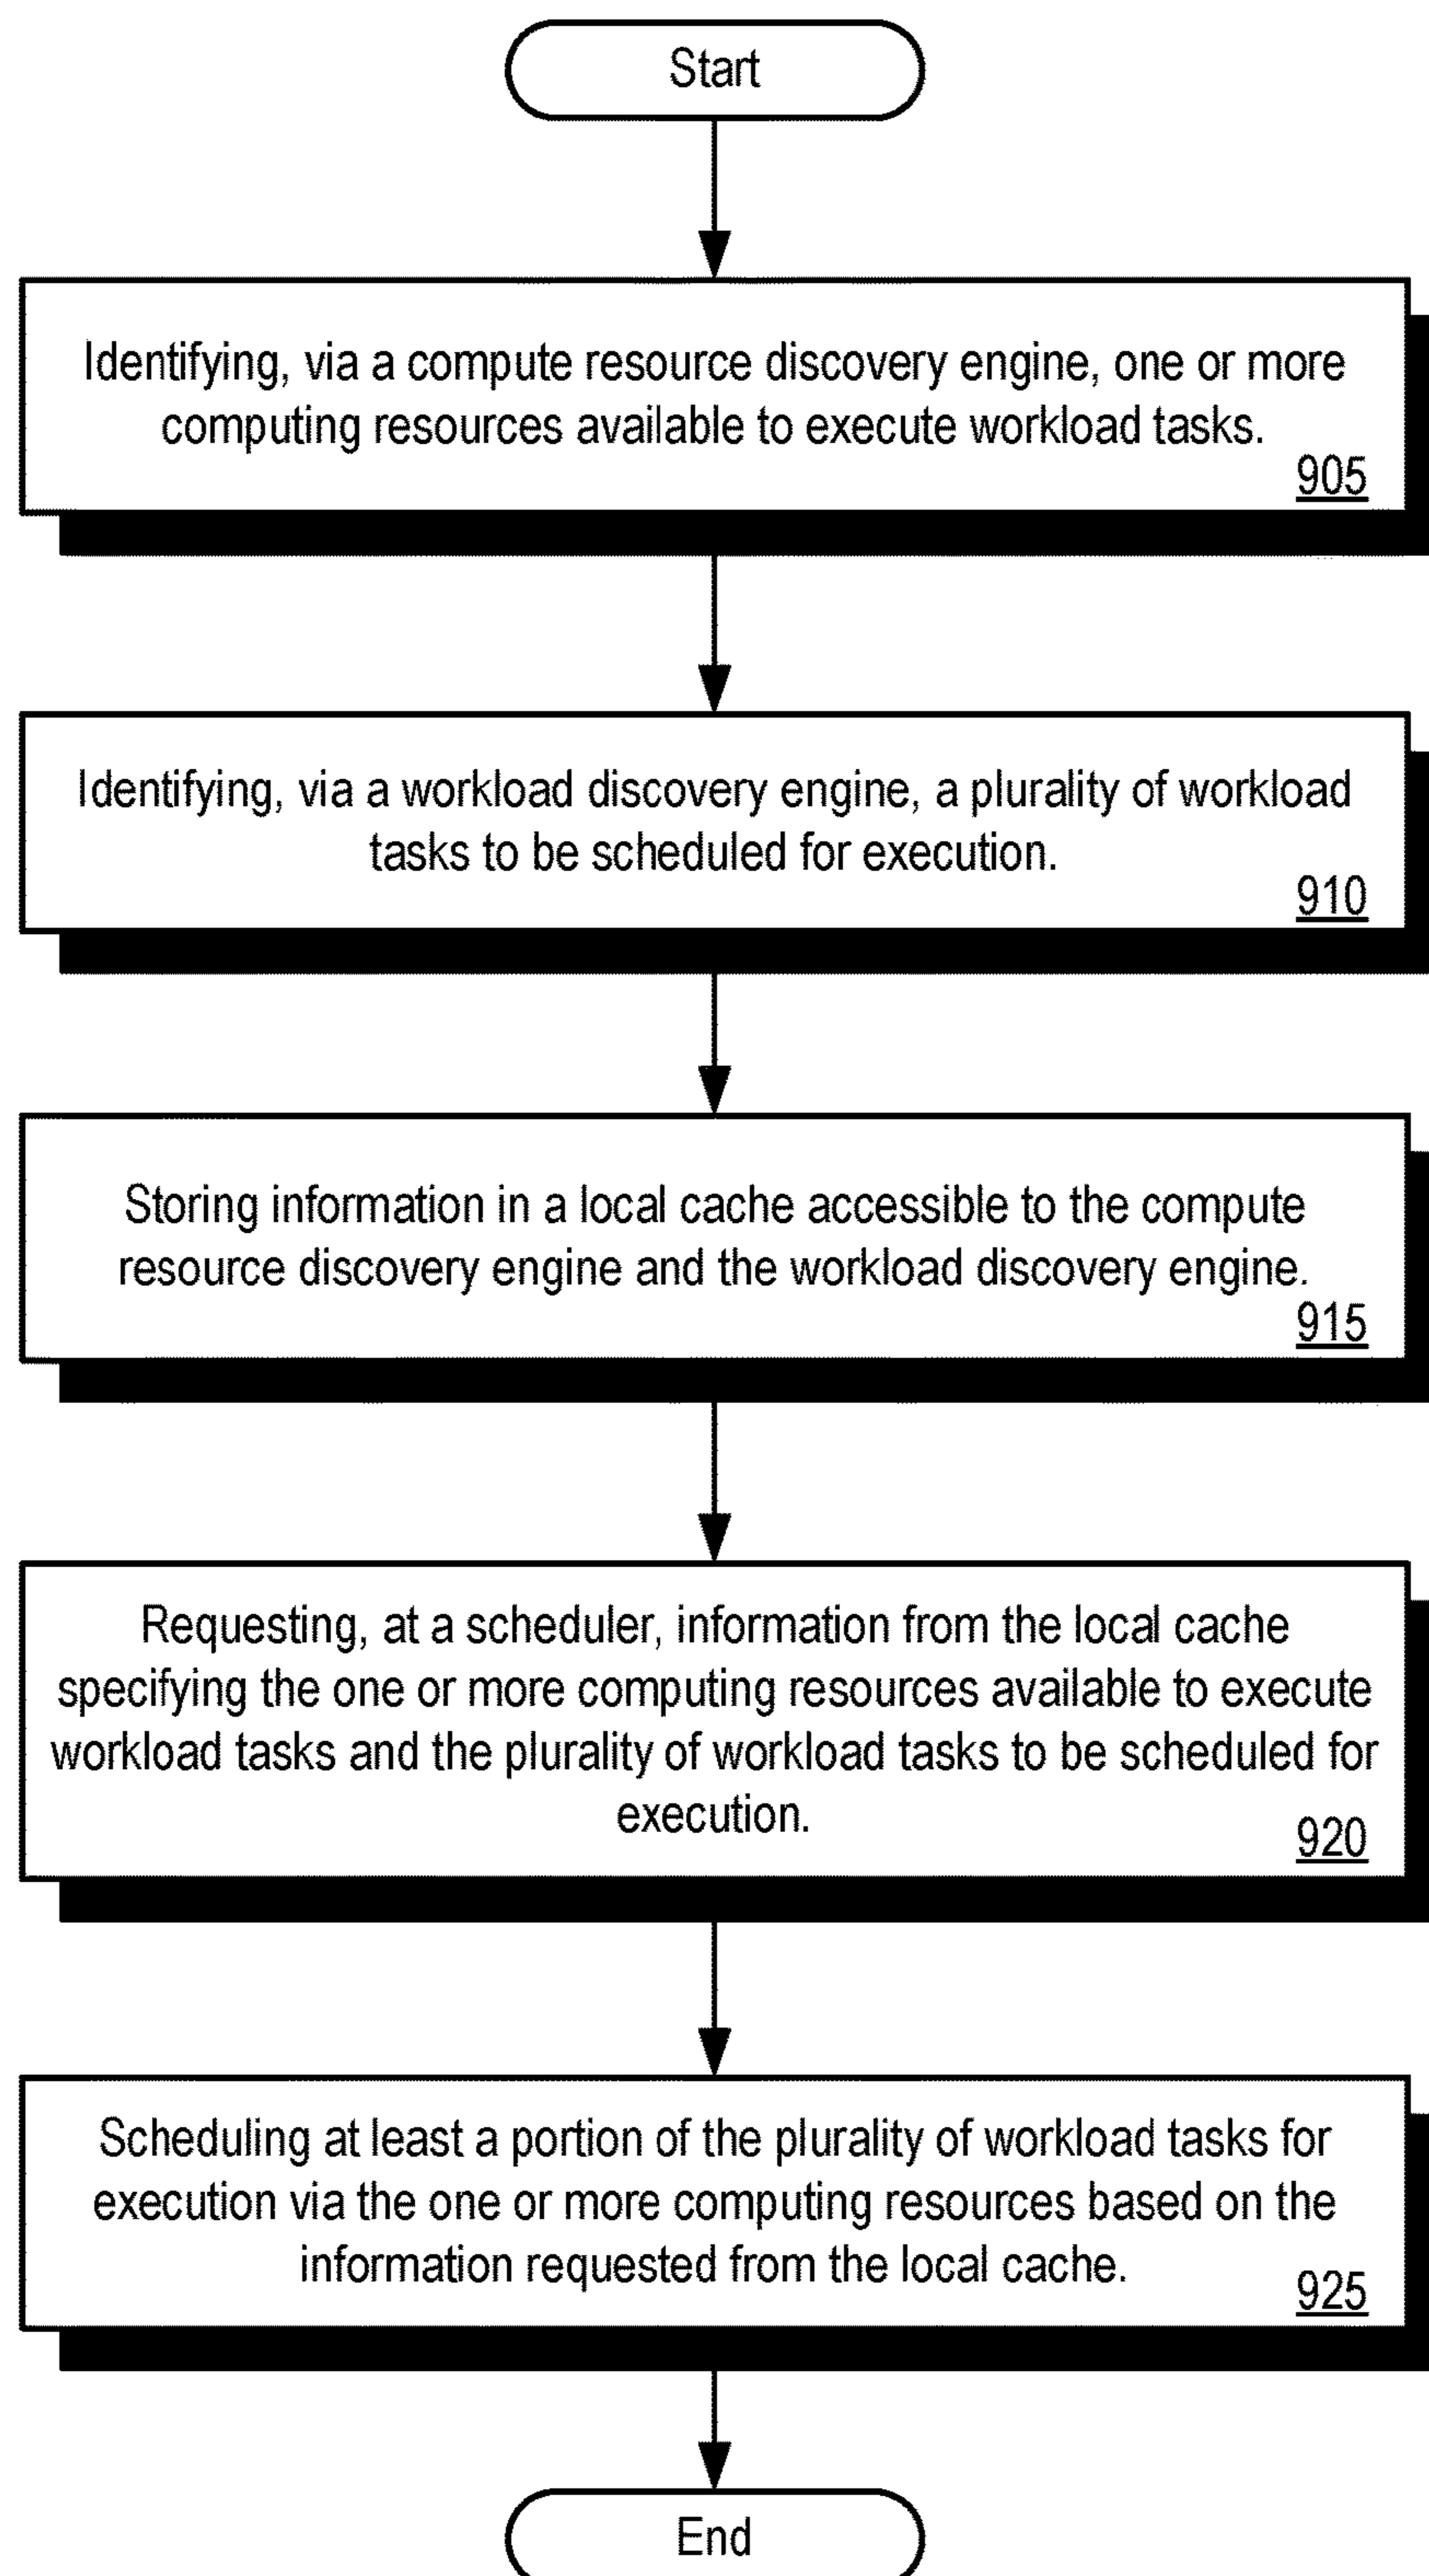 Start
Identifying, via a compute resource discovery engine, one or more
computing resources available to execute workload tasks.
905
Identifying, via a workload discovery engine, a plurality of workload
tasks to be scheduled for execution.
910
Storing information in a local cache accessible to the compute
resource discovery engine and the workload discovery engine.
915
Requesting, at a scheduler, information from the local cache
specifying the one or more computing resources available to execute
workload tasks and the plurality of workload tasks to be scheduled for
execution.
920
Scheduling at least a portion of the plurality of workload tasks for
execution via the one or more computing resources based on the
information requested from the local cache.
925
End